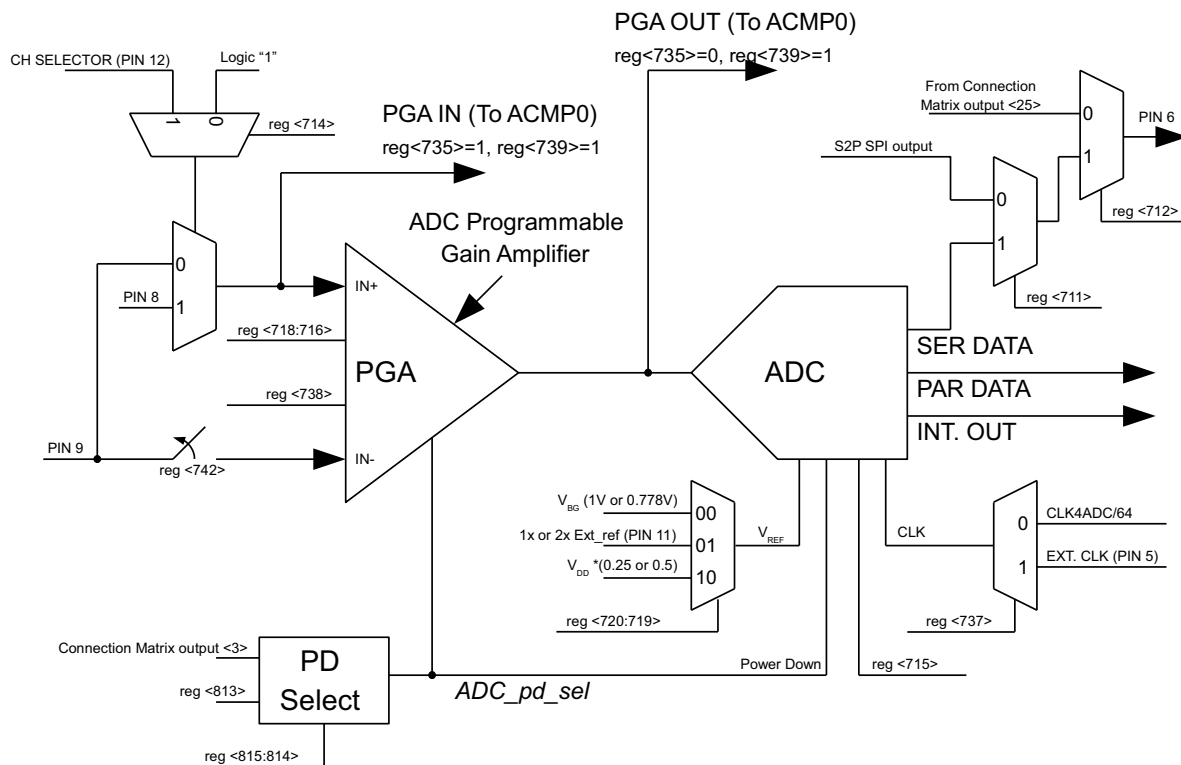 PGA OUT (To ACMP0)
reg<735>=0, reg<739>=1
CH SELECTOR (PIN 12)
Logic “1”
1
0
reg <714>
PGA IN (To ACMP0)
reg<735>=1, reg<739>=1
From Connection
Matrix output <25>
0
1
PIN 6
reg <712>
S2P SPI output
0
1
reg <711>
ADC Programmable
Gain Amplifier
0
PIN 8
1
IN+
reg <718:716>
PGA
reg <738>
PIN 9
reg <742>
IN-
ADC
SER DATA
PAR DATA
INT. OUT
VBG (1V or 0.778V)
00
1x or 2x Ext_ref (PIN 11)
01
VDD *(0.25 or 0.5)
10
VREF
reg <720:719>
CLK
0
CLK4ADC/64
1
EXT. CLK (PIN 5)
reg <737>
Connection Matrix output <3>
reg <813>
PD
Select
reg <815:814>
ADC_pd_sel
Power Down
reg <715>